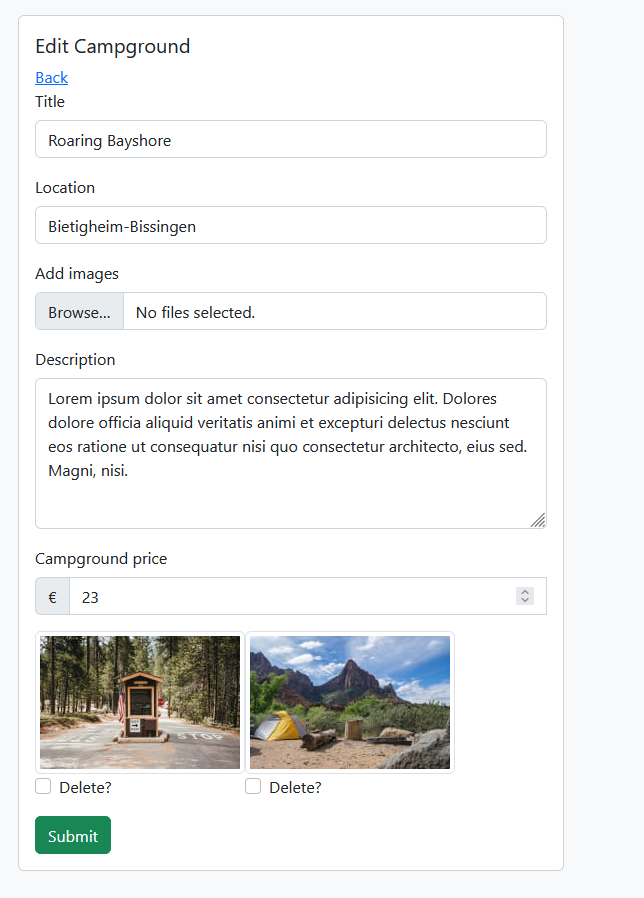 Edit Campground
Back
Title
Roaring Bayshore
Location
Bietigheim-Bissingen
Add images
Browse... No files selected.
Description
Lorem ipsum dolor sit amet consectetur adipisicing elit. Dolores
dolore officia aliquid veritatis animi et excepturi delectus nesciunt
eos ratione ut consequatur nisi quo consectetur architecto, eius sed.
Magni, nisi.
Campground price
€ 23
STOP
Delete? Delete?
Submit